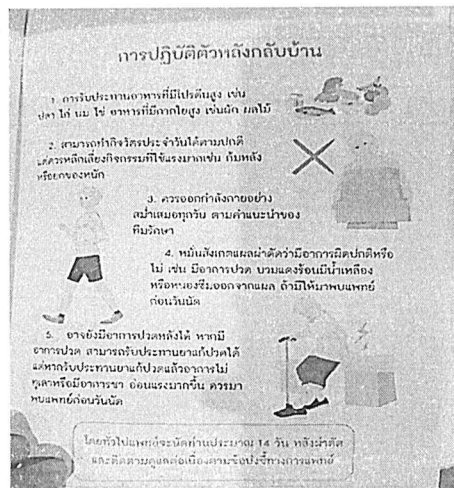 การปฏิบัติตัวหลังกลับบ้าน
1. การรับประทานอาหารที่มีโปรตีนสูง เช่น
ปลา ไก่ นม ไข่ อาหารที่มีกากใยสูง เช่นผัก ผลไม้
2. สามารถทำกิจวัตรประจำวันได้ตามปกติ
แต่ควรหลีกเลี่ยงกิจกรรมที่ใช้แรงมากเช่น ก้มหลัง
หรือยกของหนัก
3. ควรออกกำลังกายอย่าง
สม่ำเสมอทุกวัน ตามคำแนะนำของ
ทีมรักษา
4. หมั่นสังเกตแผลผ่าตัดว่ามีอาการผิดปกติหรือ
ไม่ เช่น มีอาการปวด บวมแดงร้อนมีน้ำเหลือง
หรือหนองซึมออกจากแผล ถ้ามีให้มาพบแพทย์
ก่อนวันนัด
5. อาจยังมีอาการปวดหลังได้ หากมี
อาการปวด สามารถรับประทานยาแก้ปวดได้
แต่หากรับประทานยาแก้ปวดแล้วอาการไม่
ทุเลาหรือมีอาการชา อ่อนแรงมากขึ้น ควรมา
พบแพทย์ก่อนวันนัด
โดยทั่วไปแพทย์จะนัดท่านประมาณ 14 วัน หลังผ่าตัด
และติดตามดูแลต่อเนื่องตามข้อบ่งชี้ทางการแพทย์